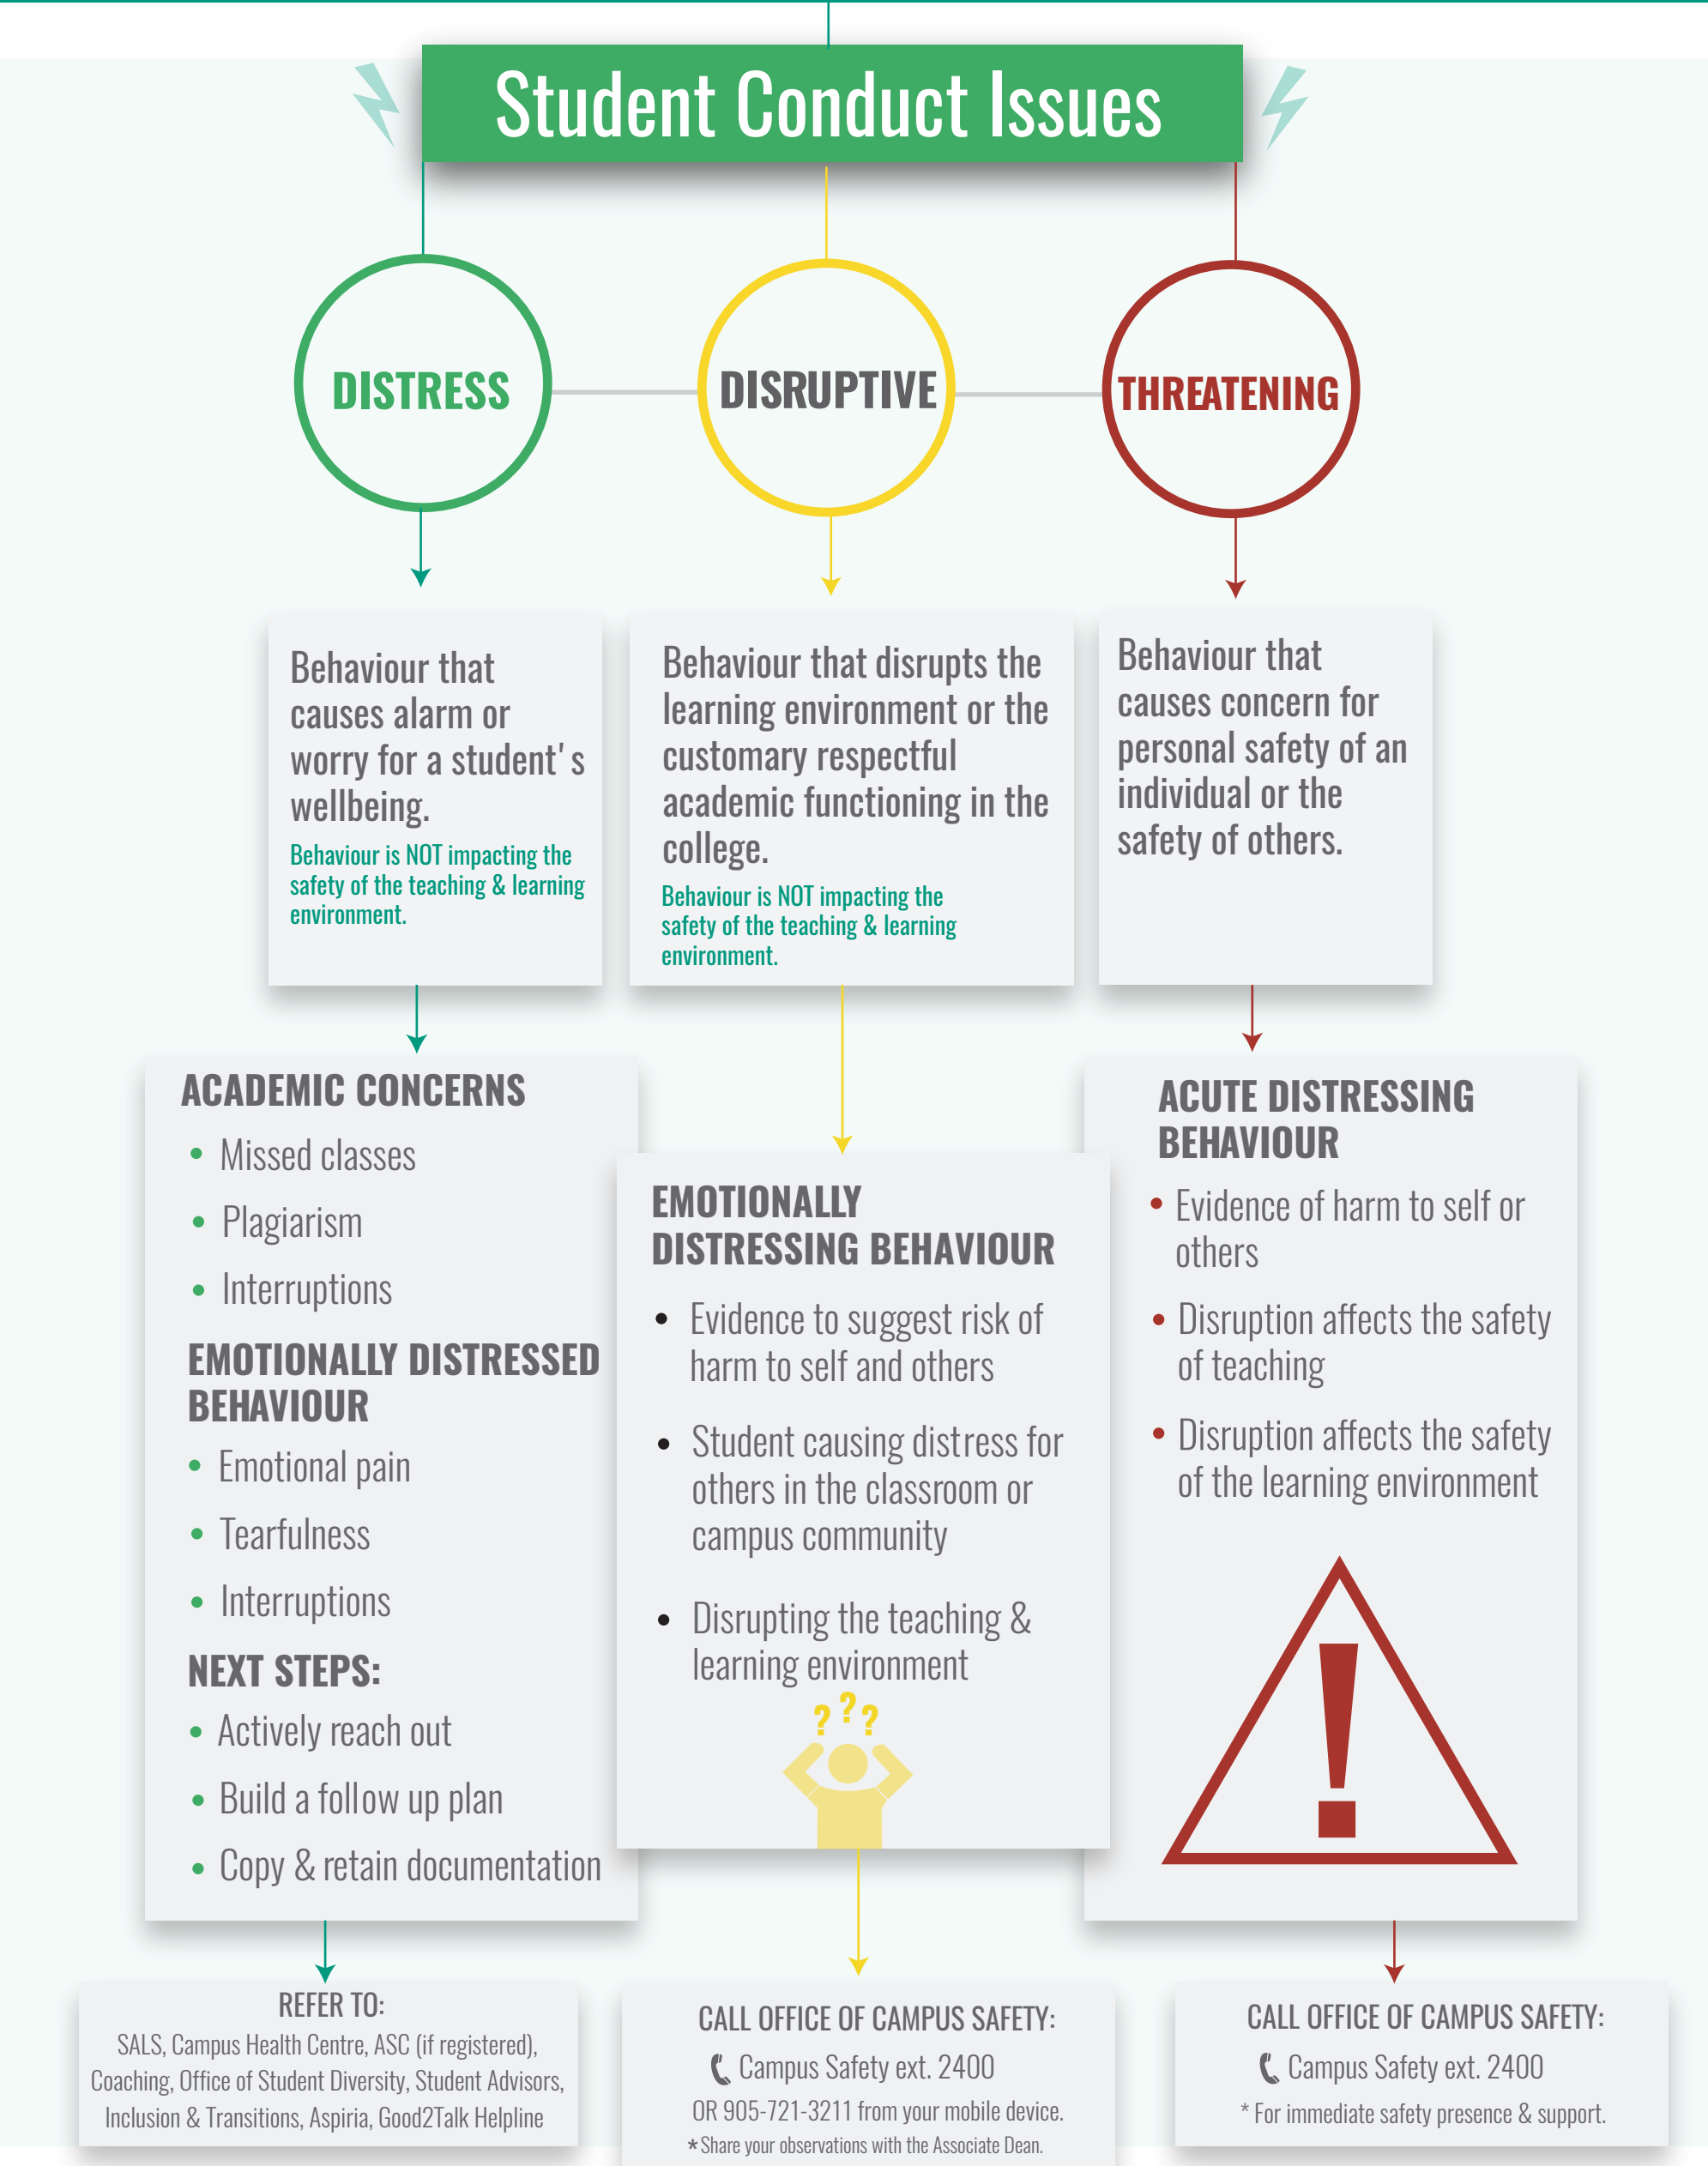 Student Conduct Issues
DISTRESS
DISRUPTIVE
THREATENING
Behaviour that
causes alarm or
worry for a student's
wellbeing.
Behaviour is NOT impacting the
safety of the teaching & learning
environment.
Behaviour that disrupts the
learning environment or the
customary respectful
academic functioning in the
college.
Behaviour is NOT impacting the
safety of the teaching & learning
environment.
Behaviour that
causes concern for
personal safety of an
individual or the
safety of others.
ACADEMIC CONCERNS
• Missed classes
• Plagiarism
• Interruptions
EMOTIONALLY DISTRESSED
BEHAVIOUR
• Emotional pain
• Tearfulness
• Interruptions
NEXT STEPS:
• Actively reach out
• Build a follow up plan
• Copy & retain documentation
EMOTIONALLY
DISTRESSING BEHAVIOUR
• Evidence to suggest risk of
harm to self and others
• Student causing distress for
others in the classroom or
campus community
• Disrupting the teaching &
learning environment
? ? ?
ACUTE DISTRESSING
BEHAVIOUR
• Evidence of harm to self or
others
• Disruption affects the safety
of teaching
• Disruption affects the safety
of the learning environment
!
REFER TO:
SALS, Campus Health Centre, ASC (if registered),
Coaching, Office of Student Diversity, Student Advisors,
Inclusion & Transitions, Aspiria, Good2Talk Helpline
CALL OFFICE OF CAMPUS SAFETY:
Campus Safety ext. 2400
OR 905-721-3211 from your mobile device.
* Share your observations with the Associate Dean.
CALL OFFICE OF CAMPUS SAFETY:
Campus Safety ext. 2400
* For immediate safety presence & support.